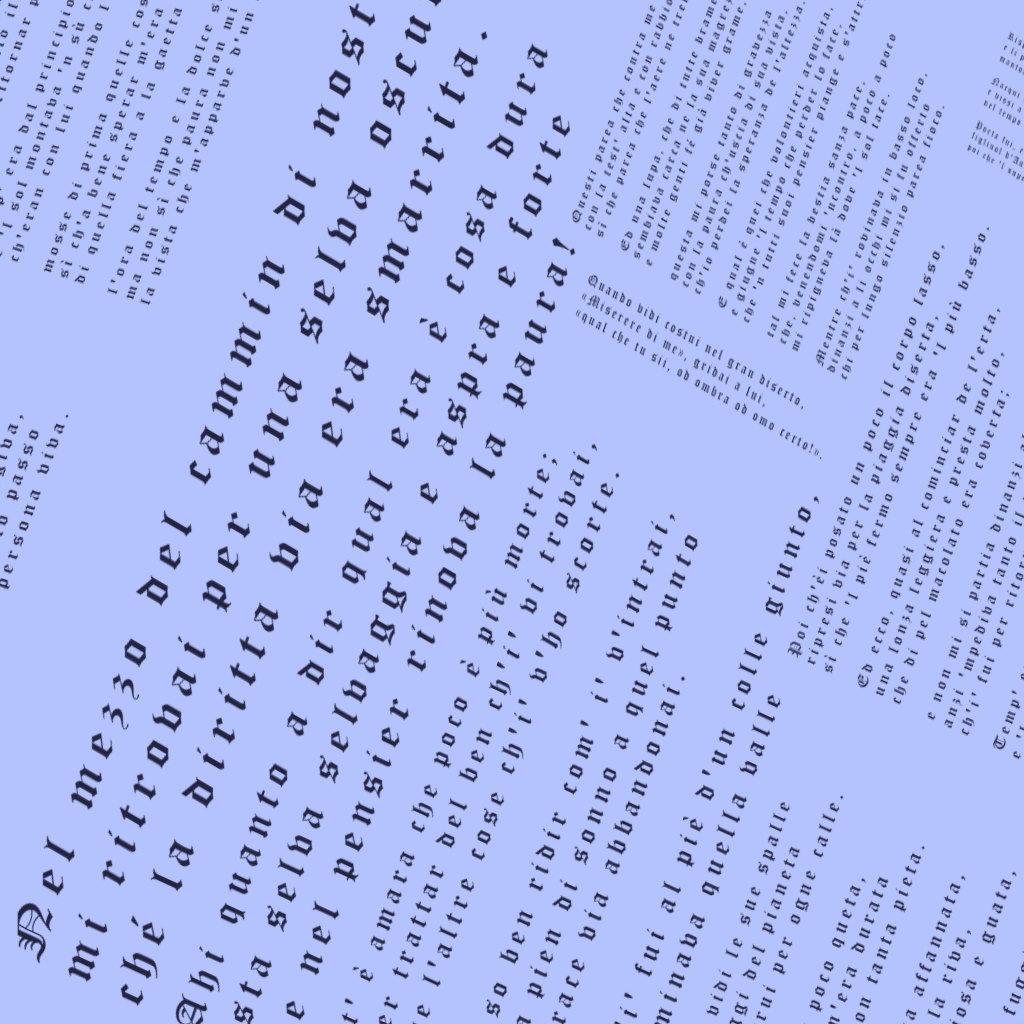 Nel mezzo del cammin di nost
mi ritrovai per una selva oscu
ché la diritta via era smarrita.
Ahi quanto a dir qual era è cosa dura
sta selva selvaggia e aspra e forte
e nel pensier rinova la paura!
t' è amara che poco è più morte;
er trattar del ben ch'i' vi trovai,
e l'altre cose ch'i' v'ho scorte.
so ben ridir com' i' v'intrai,
a pien di sonno a quel punto
race via abbandonai.
i' fui al piè d'un colle giunto,
minava quella valle
vidi le sue spalle
ggi del pianeta
rui per ogne calle.
poco queta,
n'era durata
on tanta pieta.
a affannata,
la riva,
iosa e guata,
fugg
siva,
o passo
persona viva.
Poi ch'èi posato un poco il corpo lasso,
ripresi via per la piaggia diserta,
sì che 'l piè fermo sempre era 'l più basso.
Ed ecco, quasi al cominciar de l'erta,
una lonza leggiera e presta molto,
che di pel macolato era coverta;
e non mi si partia dinanzi a
anzi 'mpediva tanto il
ch'i' fui per ritor
Temp' e
e 'l
ritornar
era dal principio
'l sol montava 'n sù
ch'eran con lui quando l
mosse di prima quelle cos
sì ch'a bene sperar m'era
di quella fiera a la gaetta
l'ora del tempo e la dolce s
ma non sì che paura non mi
la vista che m'apparve d'un
Questi parea che contra me
con la test' alta e con rabbio
sì che parea che l'aere ne tre
Ed una lupa, che di tutte brame
sembiava carca ne la sua magrez
e molte genti fé già viver grame,
questa mi porse tanto di gravezza
con la paura ch'uscia di sua vista,
ch'io perdei la speranza de l'altezza.
E qual è quei che volontieri acquista,
e giugne 'l tempo che perder lo face,
che 'n tutti suoi pensier piange e s'attr
tal mi fece la bestia sanza pace,
che, venendomi 'ncontro, a poco a poco
mi ripigneva là dove 'l sol tace.
Mentre ch'i' rovinava in basso loco,
dinanzi a li occhi mi si fu offerto
chi per lungo silenzio parea fioco.
Quando vidi costui nel gran diserto,
«Miserere di me», gridai a lui,
«qual che tu sii, od ombra od omo certo!».
Ris
e li
manto
Nacqui
e vissi a
nel tempo
Poeta fui, e
figliuol d'An
poi che 'l sup